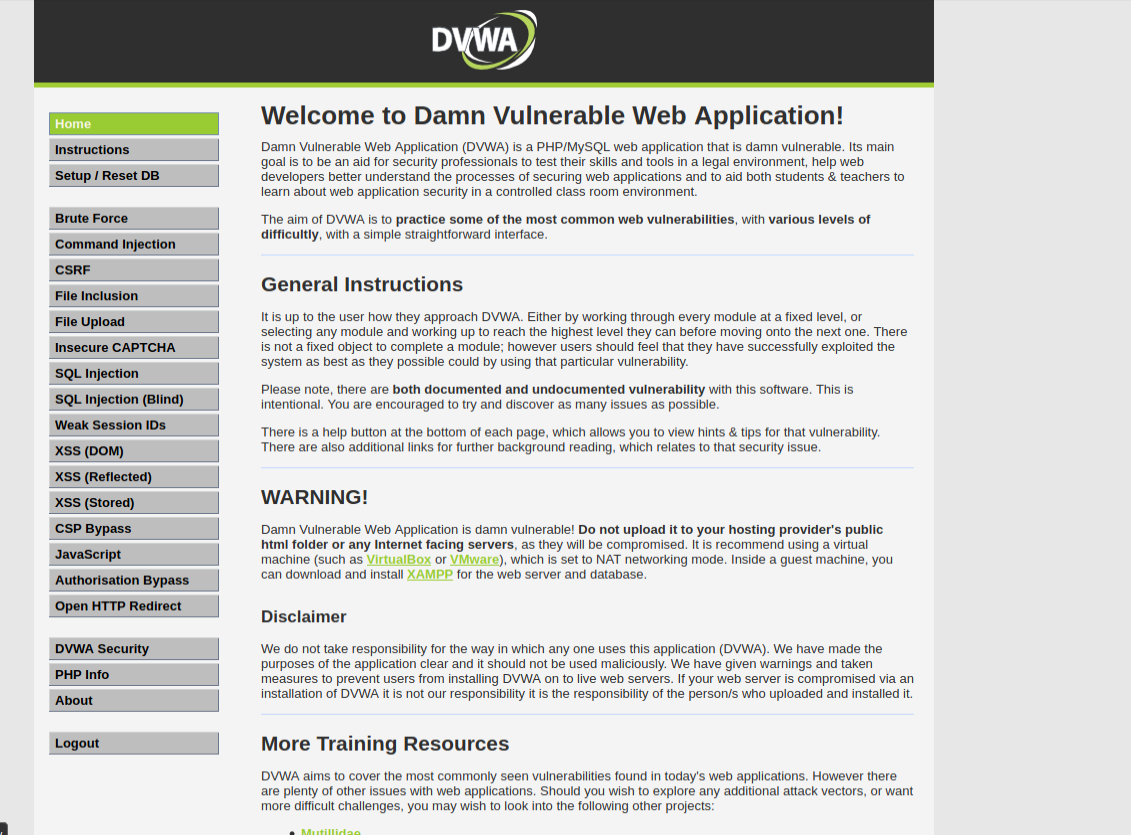 DVWA
Home
Instructions
Setup / Reset DB
Brute Force
Command Injection
CSRF
File Inclusion
File Upload
Insecure CAPTCHA
SQL Injection
SQL Injection (Blind)
Weak Session IDs
XSS (DOM)
XSS (Reflected)
XSS (Stored)
CSP Bypass
JavaScript
Authorisation Bypass
Open HTTP Redirect
DVWA Security
PHP Info
About
Logout
Welcome to Damn Vulnerable Web Application!
Damn Vulnerable Web Application (DVWA) is a PHP/MySQL web application that is damn vulnerable. Its main
goal is to be an aid for security professionals to test their skills and tools in a legal environment, help web
developers better understand the processes of securing web applications and to aid both students & teachers to
learn about web application security in a controlled class room environment.
The aim of DVWA is to practice some of the most common web vulnerabilities, with various levels of
difficultly, with a simple straightforward interface.
General Instructions
It is up to the user how they approach DVWA. Either by working through every module at a fixed level, or
selecting any module and working up to reach the highest level they can before moving onto the next one. There
is not a fixed object to complete a module; however users should feel that they have successfully exploited the
system as best as they possible could by using that particular vulnerability.
Please note, there are both documented and undocumented vulnerability with this software. This is
intentional. You are encouraged to try and discover as many issues as possible.
There is a help button at the bottom of each page, which allows you to view hints & tips for that vulnerability.
There are also additional links for further background reading, which relates to that security issue.
WARNING!
Damn Vulnerable Web Application is damn vulnerable! Do not upload it to your hosting provider's public
html folder or any Internet facing servers, as they will be compromised. It is recommend using a virtual
machine (such as VirtualBox or VMware), which is set to NAT networking mode. Inside a guest machine, you
can download and install XAMPP for the web server and database.
Disclaimer
We do not take responsibility for the way in which any one uses this application (DVWA). We have made the
purposes of the application clear and it should not be used maliciously. We have given warnings and taken
measures to prevent users from installing DVWA on to live web servers. If your web server is compromised via an
installation of DVWA it is not our responsibility it is the responsibility of the person/s who uploaded and installed it.
More Training Resources
DVWA aims to cover the most commonly seen vulnerabilities found in today's web applications. However there
are plenty of other issues with web applications. Should you wish to explore any additional attack vectors, or want
more difficult challenges, you may wish to look into the following other projects:
• Mutillidae